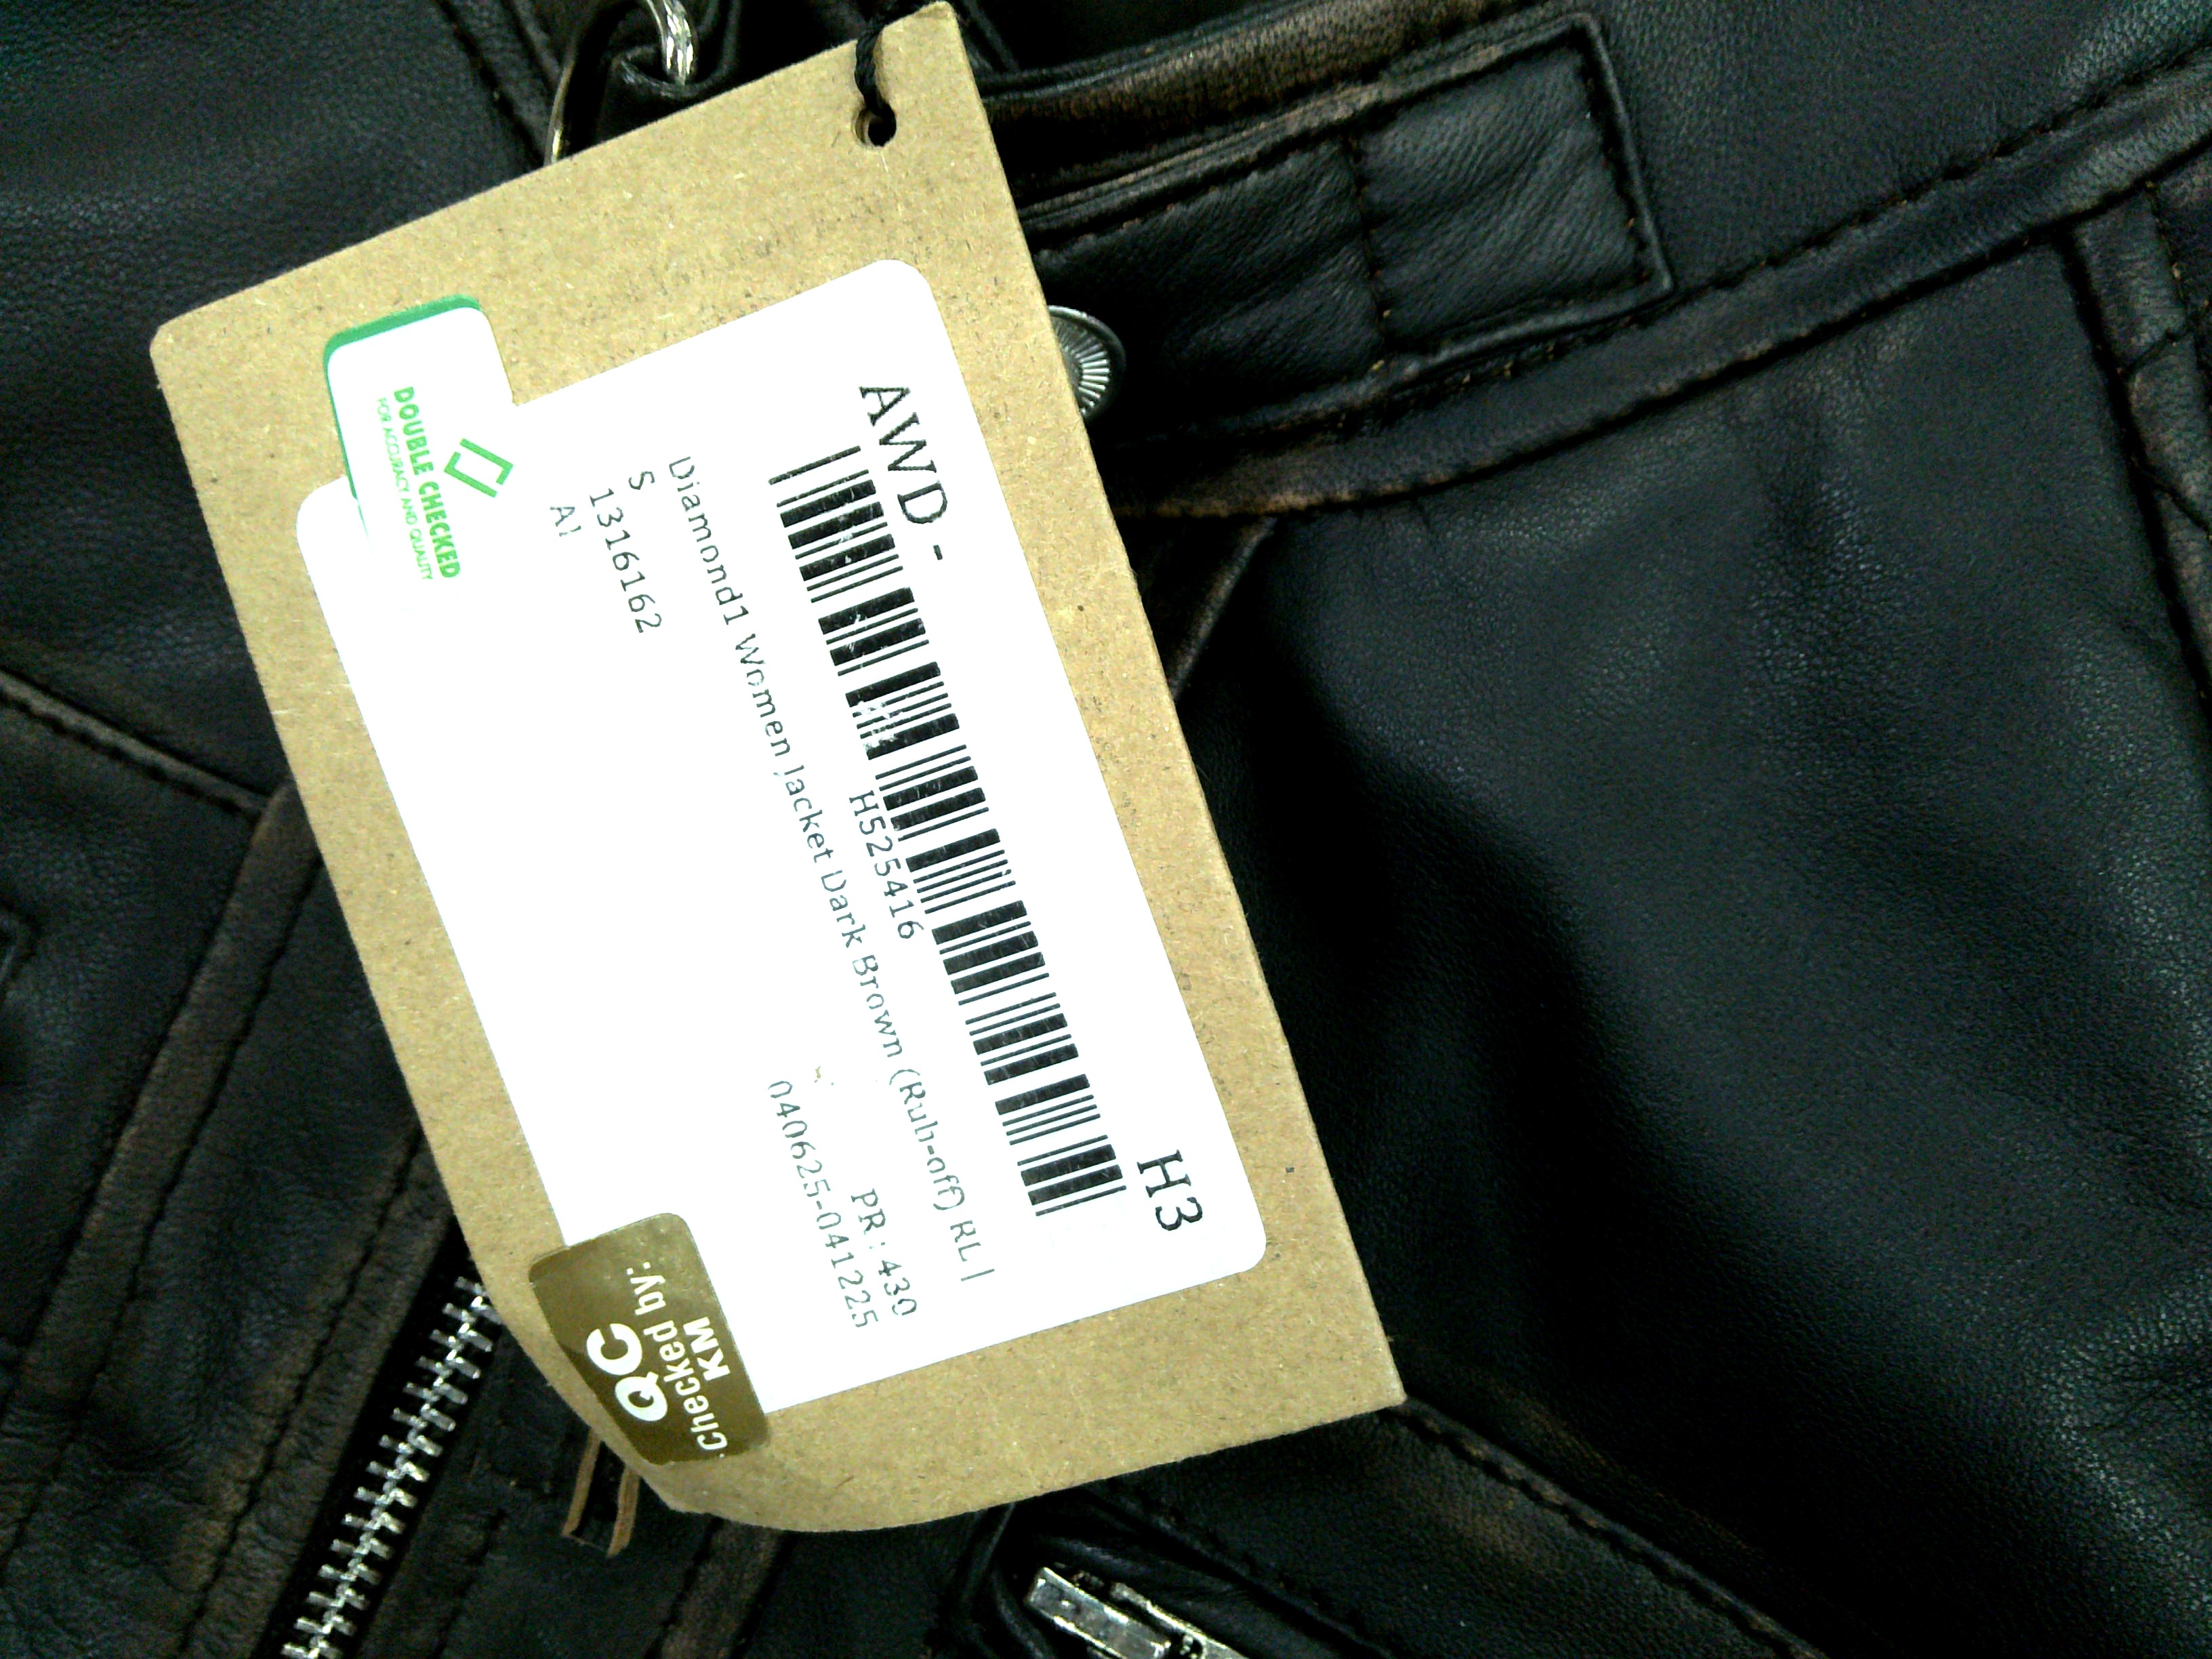 AWD - H3
H525416
Diamond1 Women Jacket Dark Brown (Rub-off) RL |
S PR : 430
1316162 040625-041225
AI
DOUBLE CHECKED
FOR ACCURACY AND QUALITY
QC
Checked by:
KM